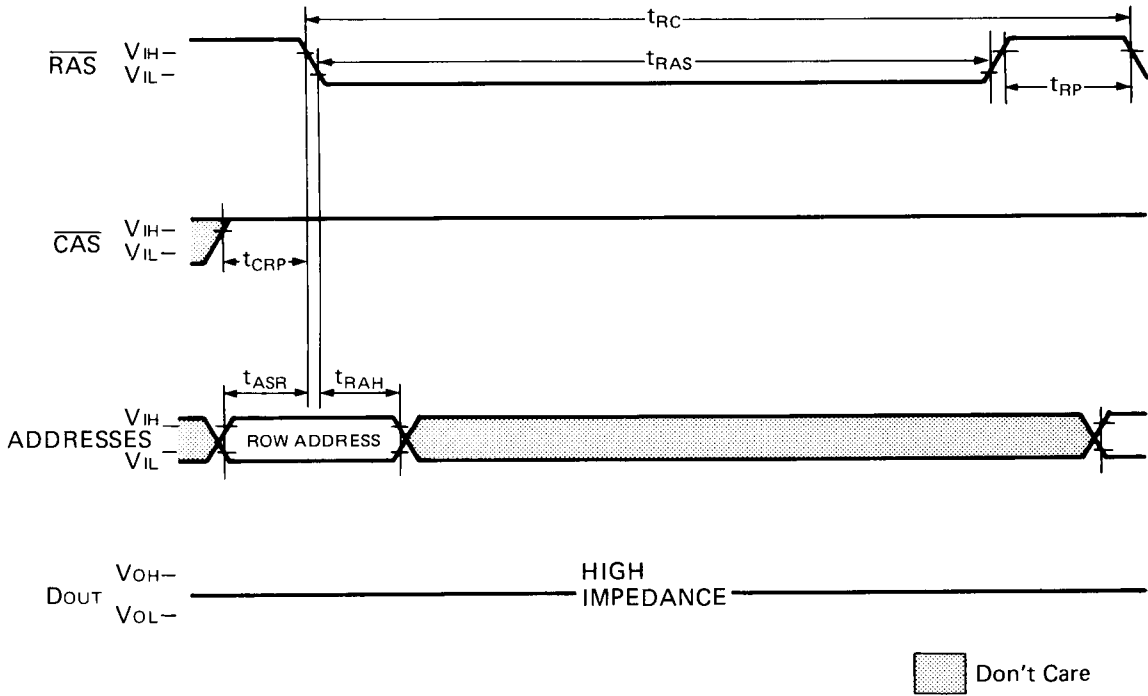 tRC
RAS
VIH
VIL
tRAS
tRP
CAS
VIH
VIL
tCRP
tASR
tRAH
ADDRESSES
VIH
VIL
ROW ADDRESS
DOUT
VOH
VOL
HIGH
IMPEDANCE
Don't Care